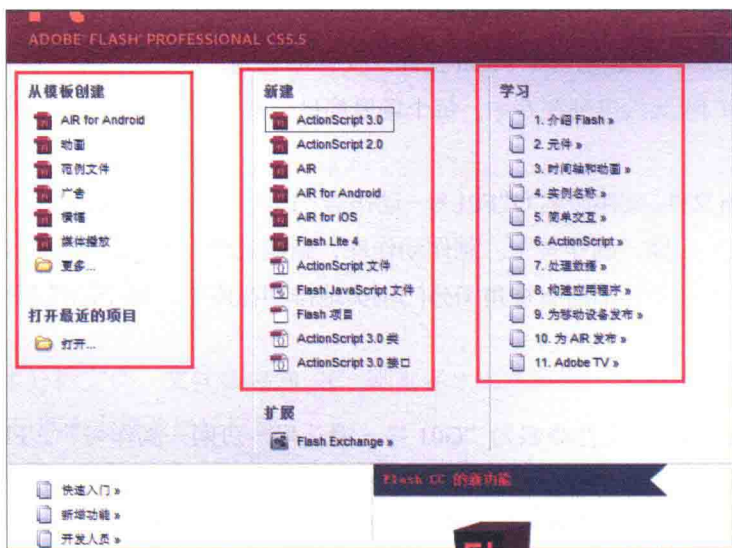 ADOBE FLASH PROFESSIONAL CS5.5
从模板创建
AIR for Android
动画
范例文件
广告
横幅
媒体播放
更多...
打开最近的项目
打开...
新建
ActionScript 3.0
ActionScript 2.0
AIR
AIR for Android
AIR for iOS
Flash Lite 4
ActionScript 文件
Flash JavaScript 文件
Flash 项目
ActionScript 3.0 类
ActionScript 3.0 接口
扩展
Flash Exchange »
学习
1. 介绍 Flash »
2. 元件 »
3. 时间轴和动画 »
4. 实例名称 »
5. 简单交互 »
6. ActionScript »
7. 处理数据 »
8. 构建应用程序 »
9. 为移动设备发布 »
10. 为 AIR 发布 »
11. Adobe TV »
快速入门 »
新增功能 »
开发人员 »
Flash CC 的新功能